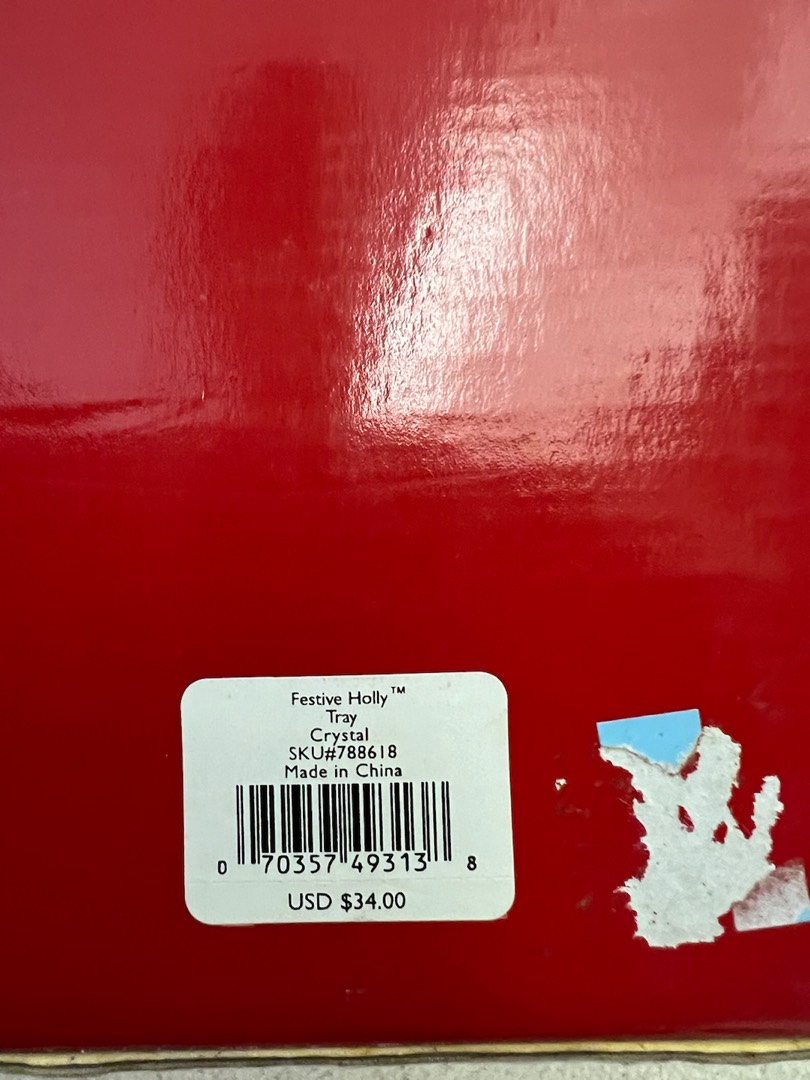 Festive Holly™
Tray
Crystal
SKU#788618
Made in China
0 70357 49313 8
USD $34.00